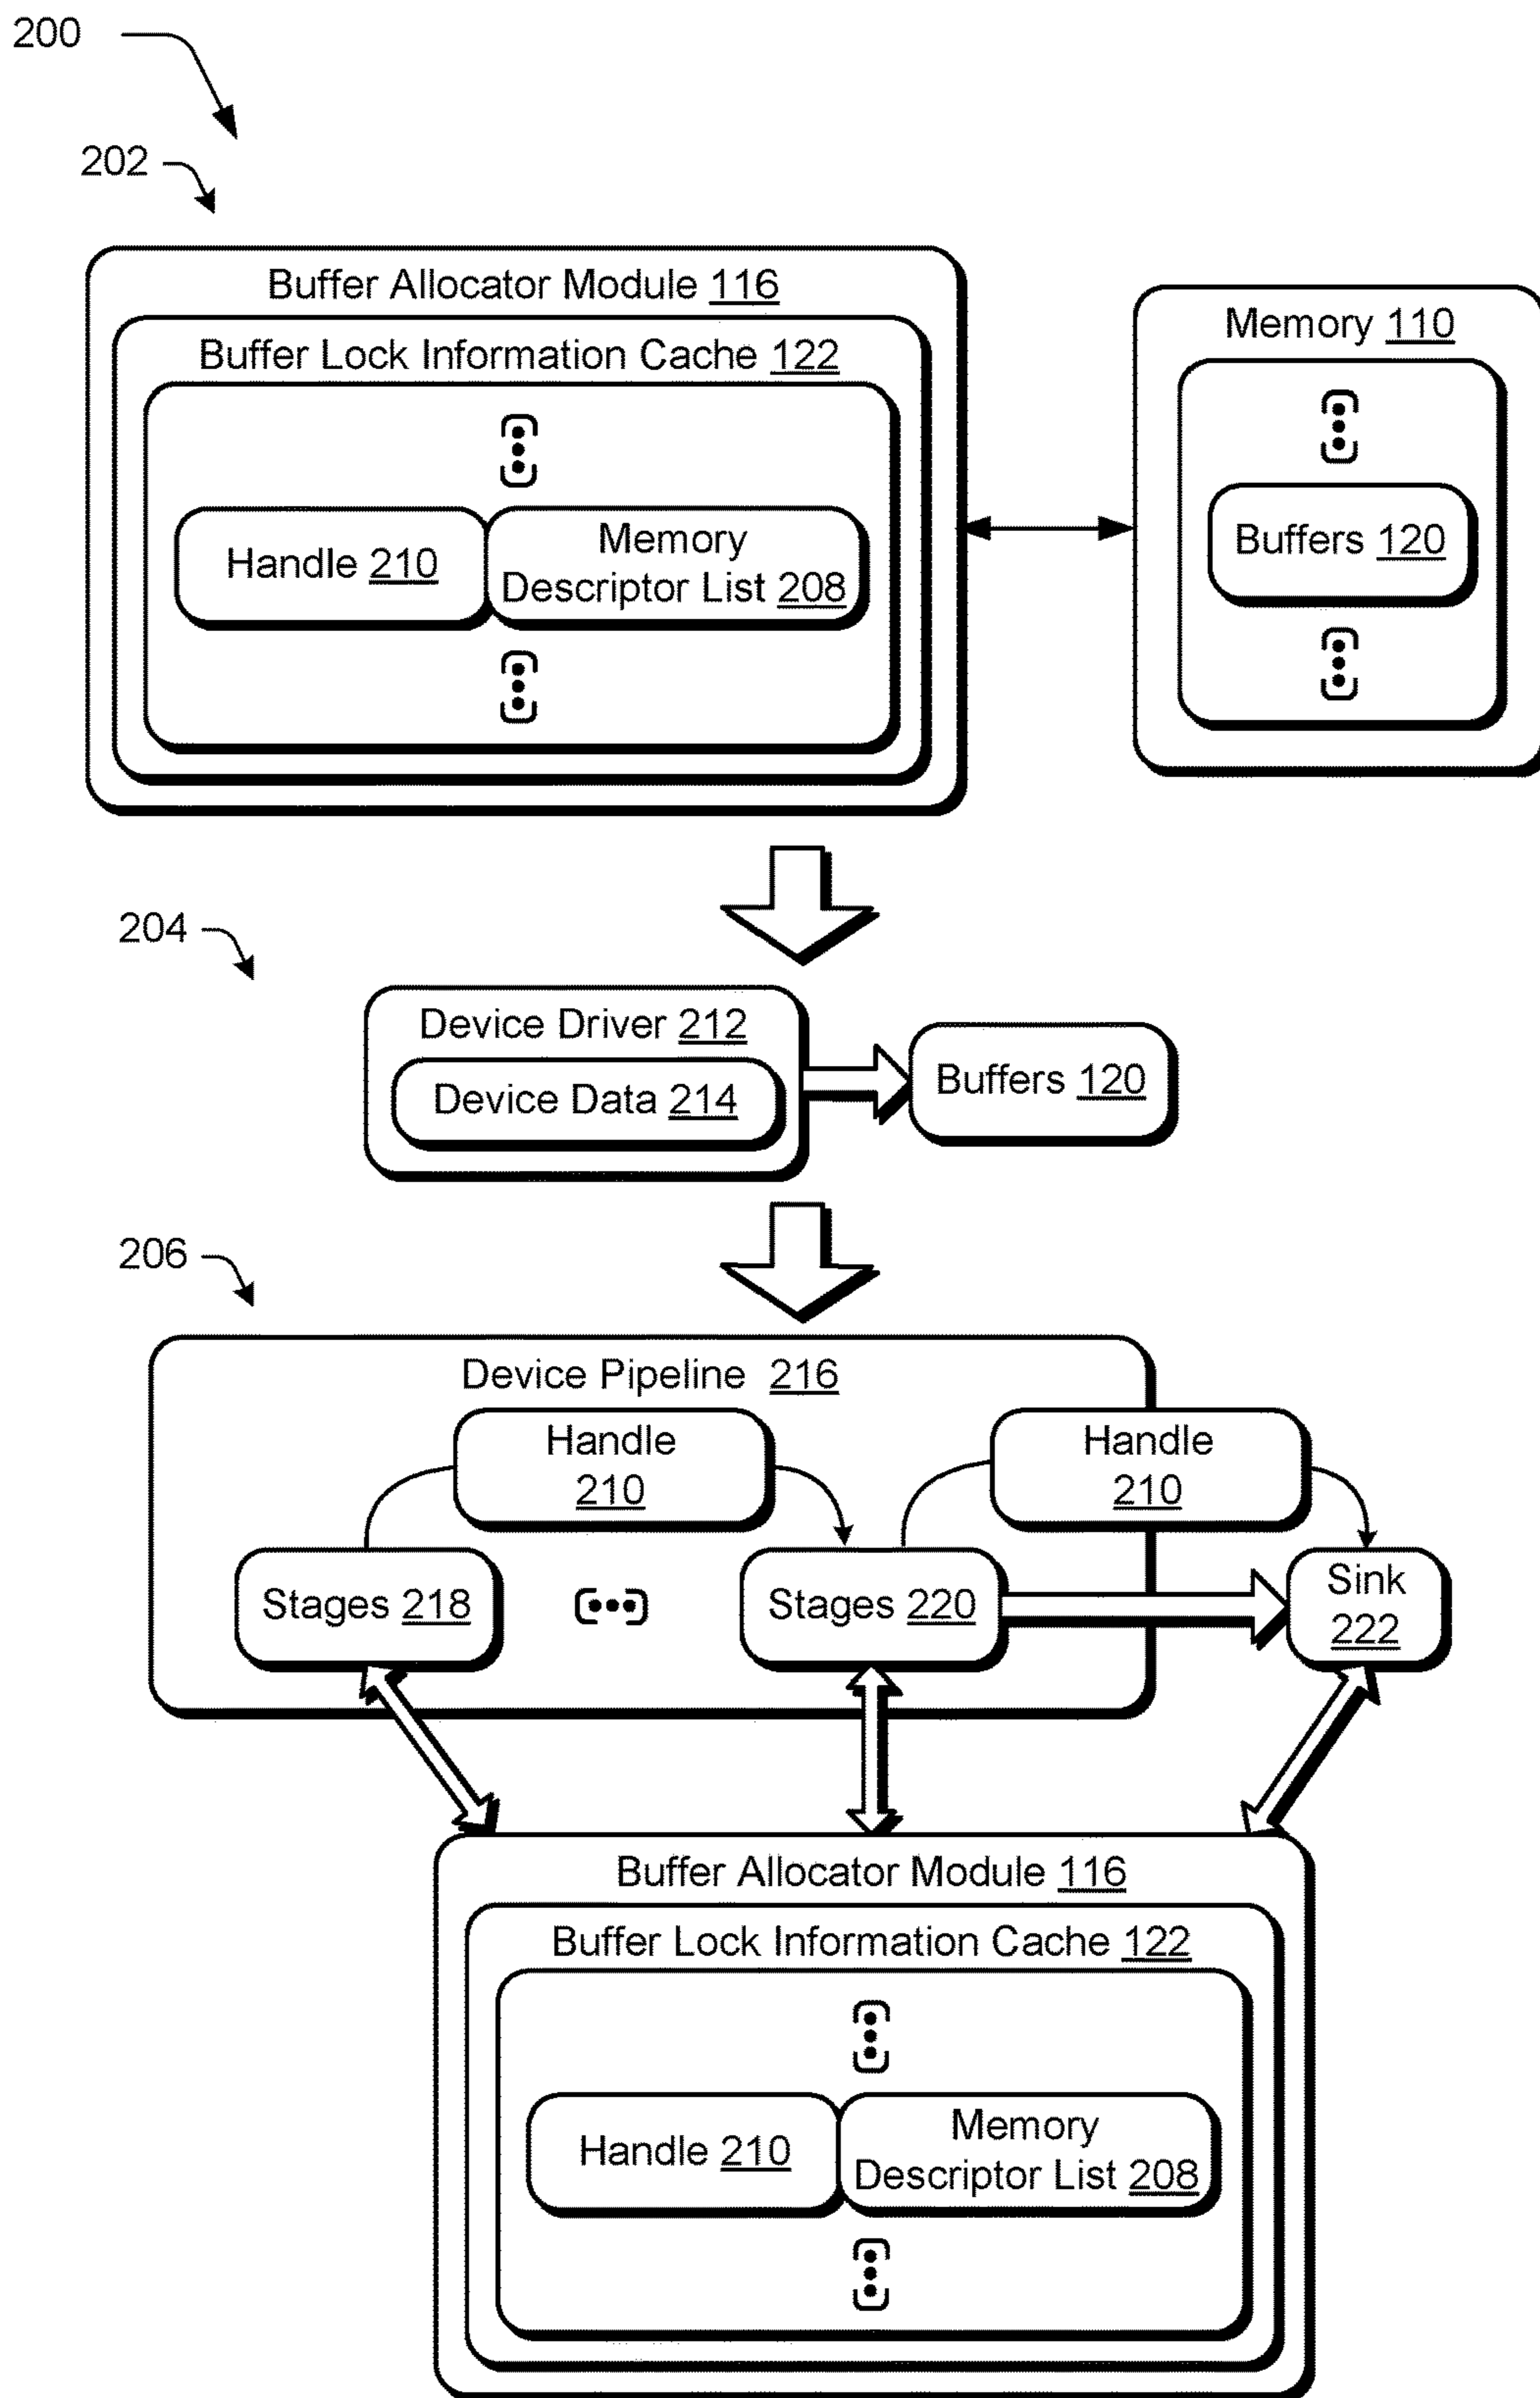 200
202
Buffer Allocator Module 116
Buffer Lock Information Cache 122
Handle 210
Memory
Descriptor List 208
Memory 110
Buffers 120
204
Device Driver 212
Device Data 214
Buffers 120
206
Device Pipeline 216
Handle
210
Handle
210
Stages 218
Stages 220
Sink
222
Buffer Allocator Module 116
Buffer Lock Information Cache 122
Handle 210
Memory
Descriptor List 208